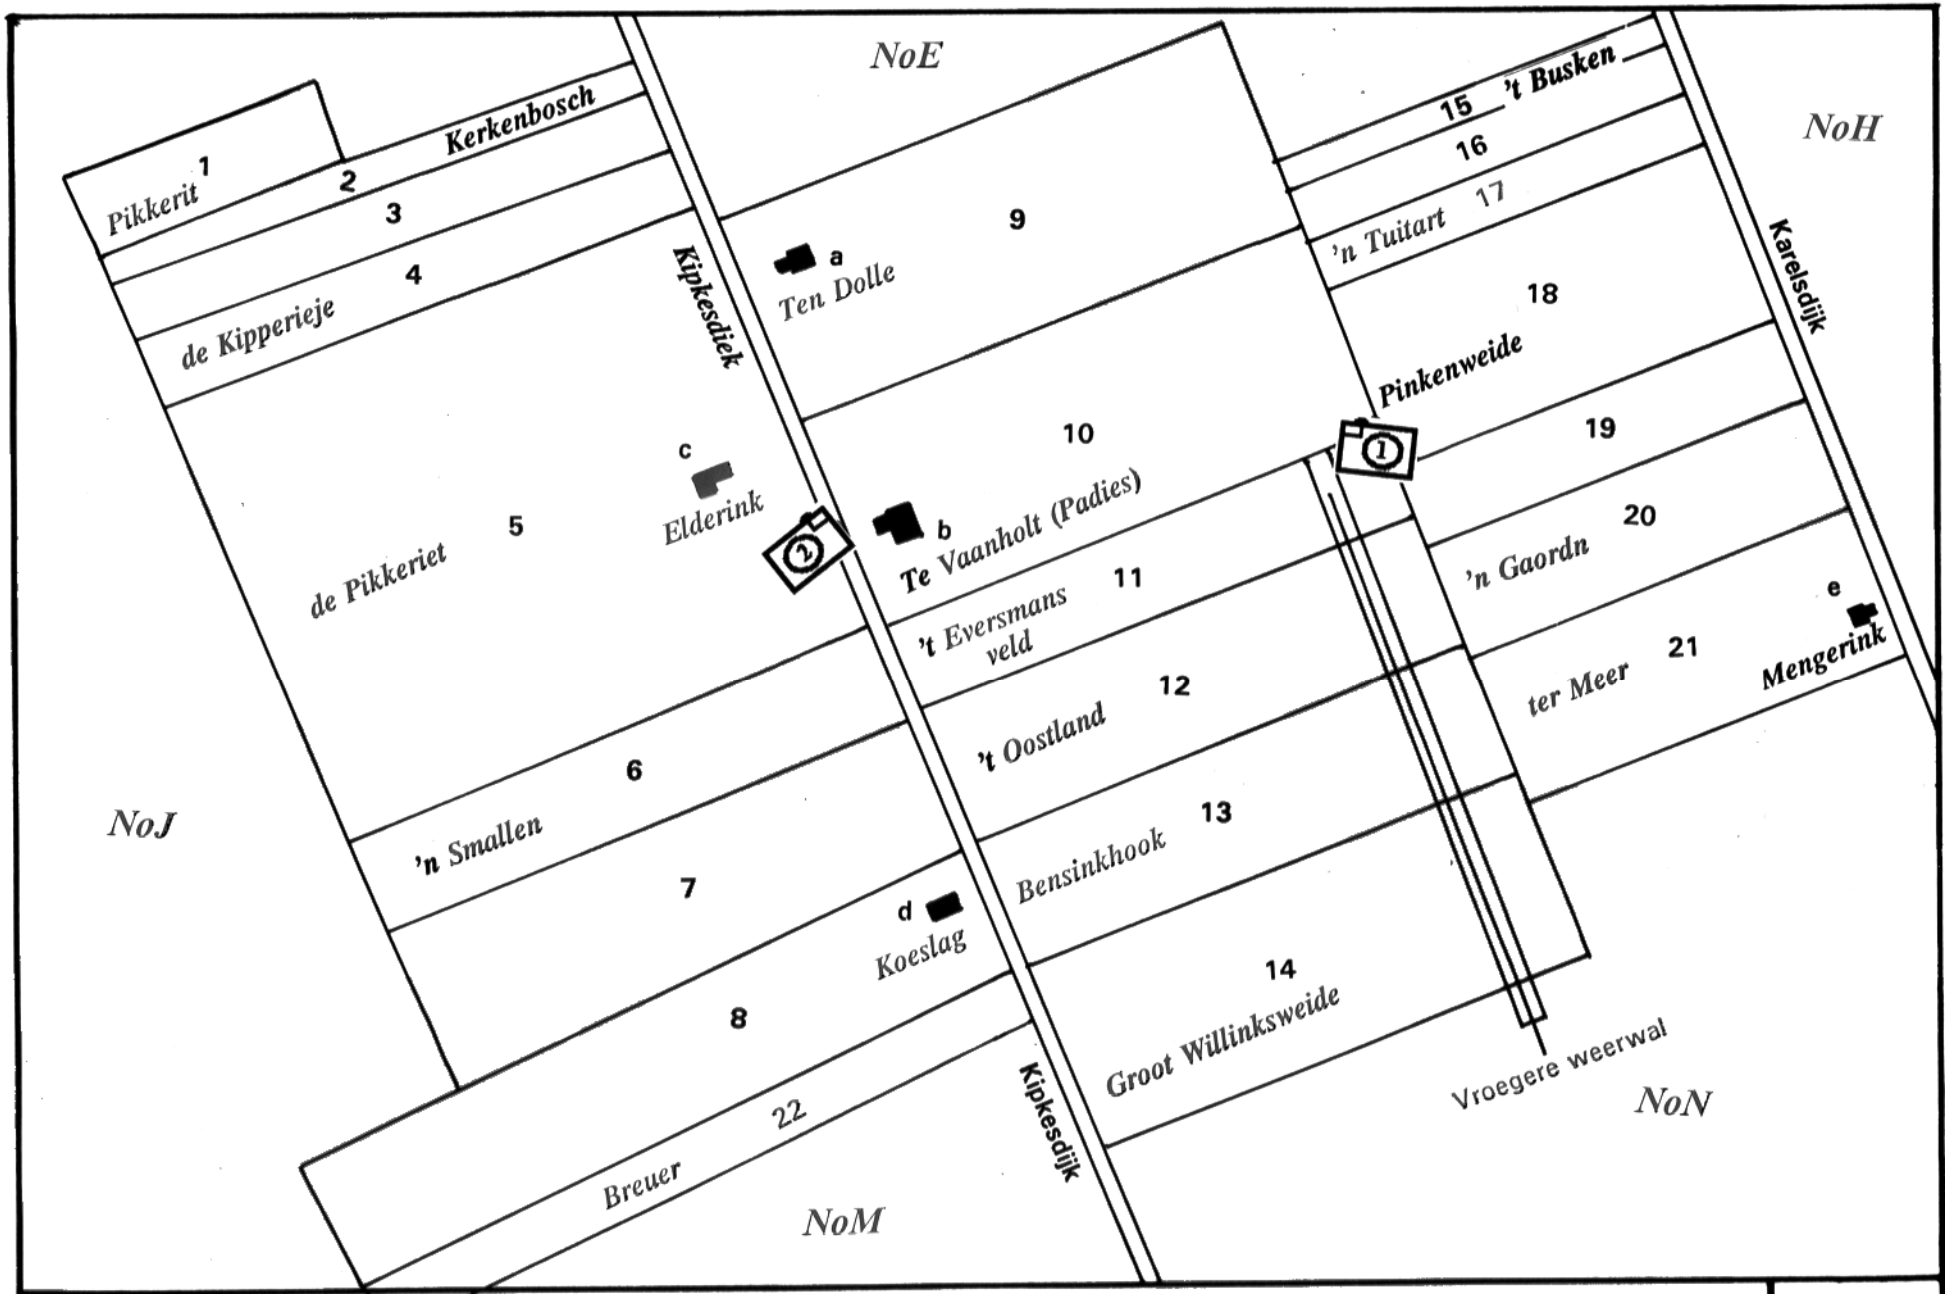 NoE
't Busken
15
NoH
Kerkenbosch
16
1
Pikkerit
2
17
3
'n Tuitart
9
Karelsdijk
4
a
Ten Dolle
Kipkesdiek
de Kipperieje
18
Pinkenweide
10
19
c
1
Elderink
5
2
b
Te Vaanholt (Padies)
20
'n Gaordn
de Pikkeriet
11
't Eversmans
veld
e
Mengerink
21
ter Meer
12
't Oostland
6
'n Smallen
NoJ
13
Bensinkhook
7
d
Koeslag
14
Groot Willinksweide
8
Vroegere weerwal
NoN
22
Breuer
Kipkesdijk
NoM